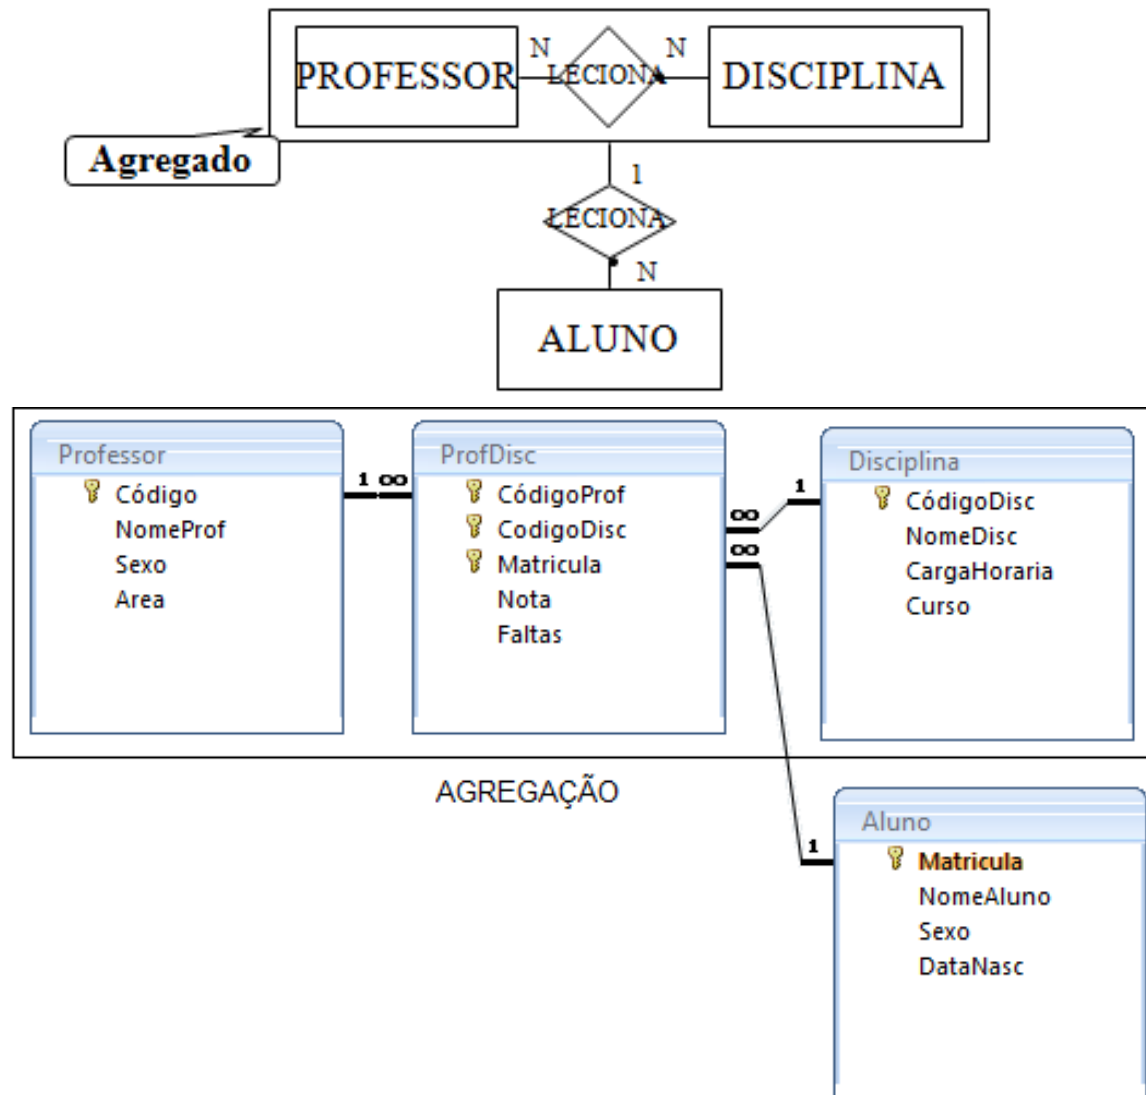 PROFESSOR N LECIONA N DISCIPLINA
Agregado
1
LECIONA
N
ALUNO
Professor
Código
NomeProf
Sexo
Area
1 ∞
ProfDisc
CódigoProf
CodigoDisc
Matricula
Nota
Faltas
∞ 1
∞
Disciplina
CódigoDisc
NomeDisc
CargaHoraria
Curso
AGREGAÇÃO
1
Aluno
Matricula
NomeAluno
Sexo
DataNasc